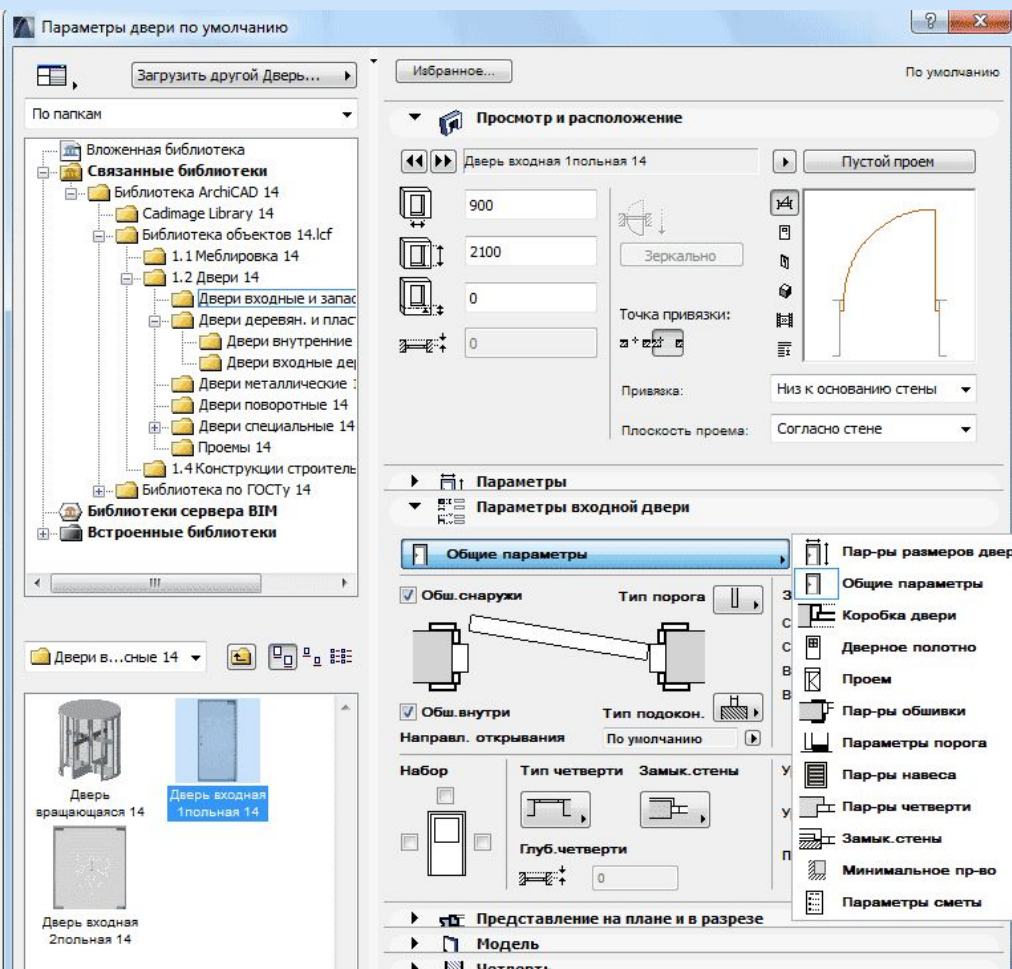 Параметры двери по умолчанию
Загрузить другой Дверь...
По папкам
Вложенная библиотека
Связанные библиотеки
Библиотека ArchiCAD 14
Cadimage Library 14
Библиотека объектов 14.lcf
1.1 Меблировка 14
1.2 Двери 14
Двери входные и запас
Двери деревян. и плас
Двери внутренние
Двери входные де
Двери металлические
Двери поворотные 14
Двери специальные 14
Проемы 14
1.4 Конструкции строитель
Библиотека по ГОСТу 14
Библиотеки сервера BIM
Встроенные библиотеки
Двери в...сные 14
Дверь
вращающаяся 14
Дверь входная
1польная 14
Дверь входная
2польная 14
Избранное...
По умолчанию
Просмотр и расположение
Дверь входная 1польная 14
Пустой проем
900
2100
0
0
Зеркально
Точка привязки:
Привязка:
Низ к основанию стены
Плоскость проема:
Согласно стене
Параметры
Параметры входной двери
Общие параметры
Обш.снаружи
Тип порога
Обш.внутри
Тип подокон.
Направл. открывания
По умолчанию
Набор
Тип четверти
Замык.стены
Глуб.четверти
0
Представление на плане и в разрезе
Модель
Четверть
Пар-ры размеров двер
Общие параметры
Коробка двери
Дверное полотно
Проем
Пар-ры обшивки
Параметры порога
Пар-ры навеса
Пар-ры четверти
Замык.стены
Минимальное пр-во
Параметры сметы